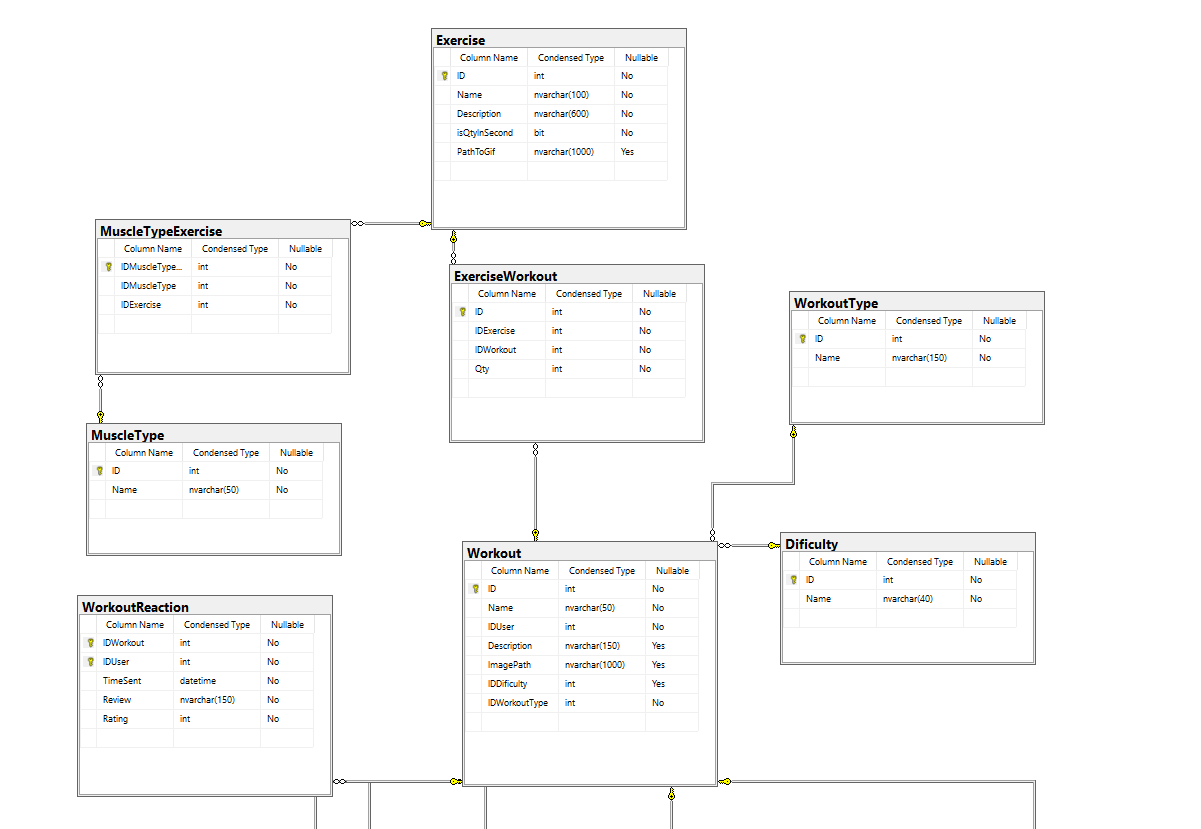 Exercise
Column Name Condensed Type Nullable
ID int No
Name nvarchar(100) No
Description nvarchar(600) No
isQtyInSecond bit No
PathToGif nvarchar(1000) Yes
MuscleTypeExercise
Column Name Condensed Type Nullable
IDMuscleType... int No
IDMuscleType int No
IDExercise int No
ExerciseWorkout
Column Name Condensed Type Nullable
ID int No
IDExercise int No
IDWorkout int No
Qty int No
WorkoutType
Column Name Condensed Type Nullable
ID int No
Name nvarchar(150) No
MuscleType
Column Name Condensed Type Nullable
ID int No
Name nvarchar(50) No
Workout
Column Name Condensed Type Nullable
ID int No
Name nvarchar(50) No
IDUser int No
Description nvarchar(150) Yes
ImagePath nvarchar(1000) Yes
IDDificulty int Yes
IDWorkoutType int No
Dificulty
Column Name Condensed Type Nullable
ID int No
Name nvarchar(40) No
WorkoutReaction
Column Name Condensed Type Nullable
IDWorkout int No
IDUser int No
TimeSent datetime No
Review nvarchar(150) No
Rating int No